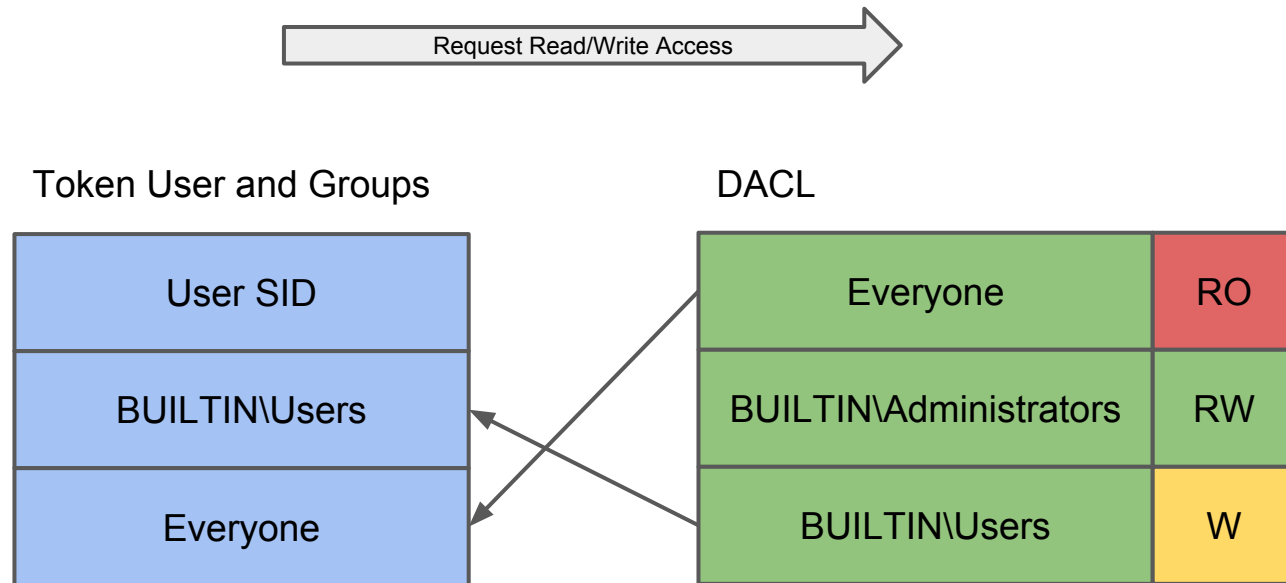 Request Read/Write Access
Token User and Groups
DACL
User SID
Everyone
RO
BUILTIN\Users
BUILTIN\Administrators
RW
Everyone
BUILTIN\Users
W